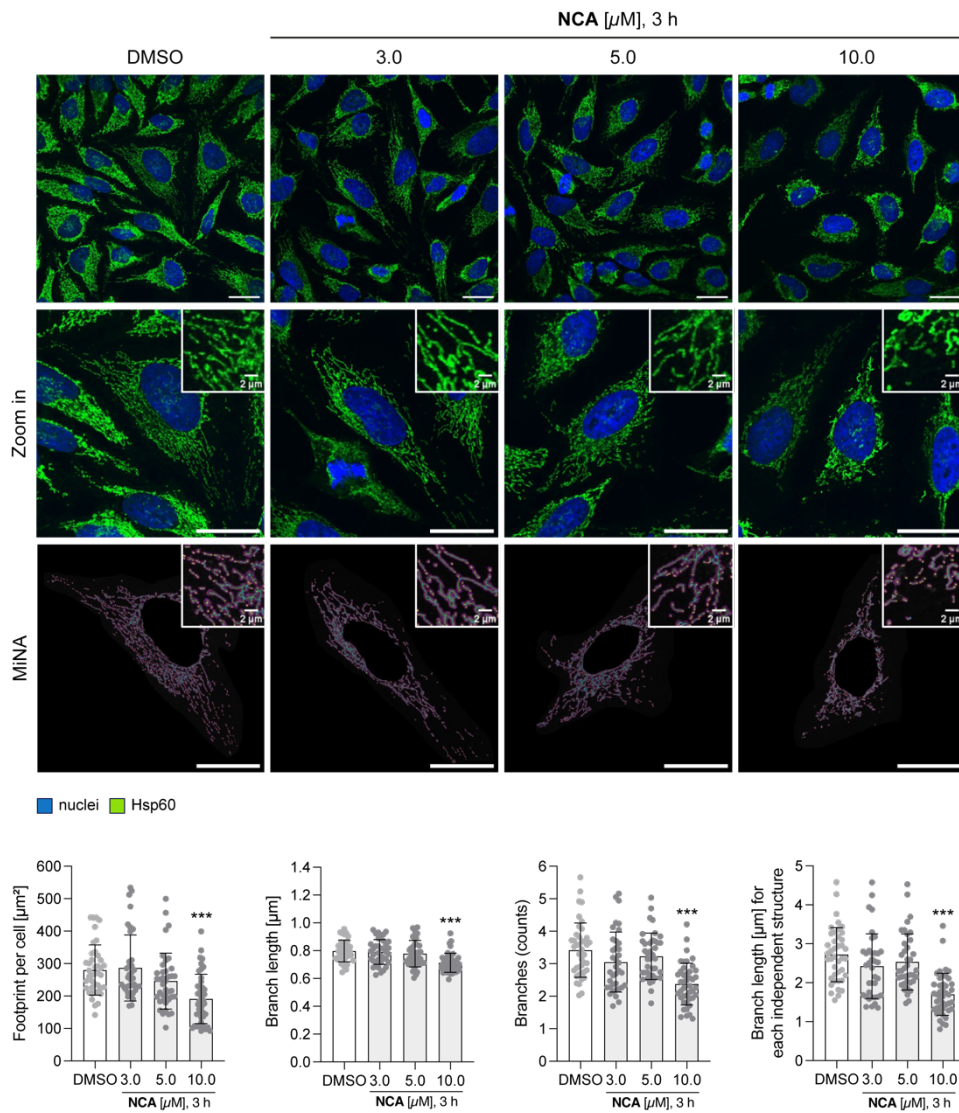 NCA [µM], 3 h
DMSO 3.0 5.0 10.0
Zoom in
2 µm 2 µm 2 µm 2 µm
MiNA
2 µm 2 µm 2 µm 2 µm
nuclei Hsp60
Footprint per cell [µm²]
600
500
400
300
200
100
0
***
DMSO 3.0 5.0 10.0
NCA [µM], 3 h
Branch length [µm]
1.4
1.2
1.0
0.8
0.6
0.4
0.2
0.0
***
DMSO 3.0 5.0 10.0
NCA [µM], 3 h
Branches (counts)
6
5
4
3
2
1
0
***
DMSO 3.0 5.0 10.0
NCA [µM], 3 h
Branch length [µm] for
each independent structure
5
4
3
2
1
0
***
DMSO 3.0 5.0 10.0
NCA [µM], 3 h